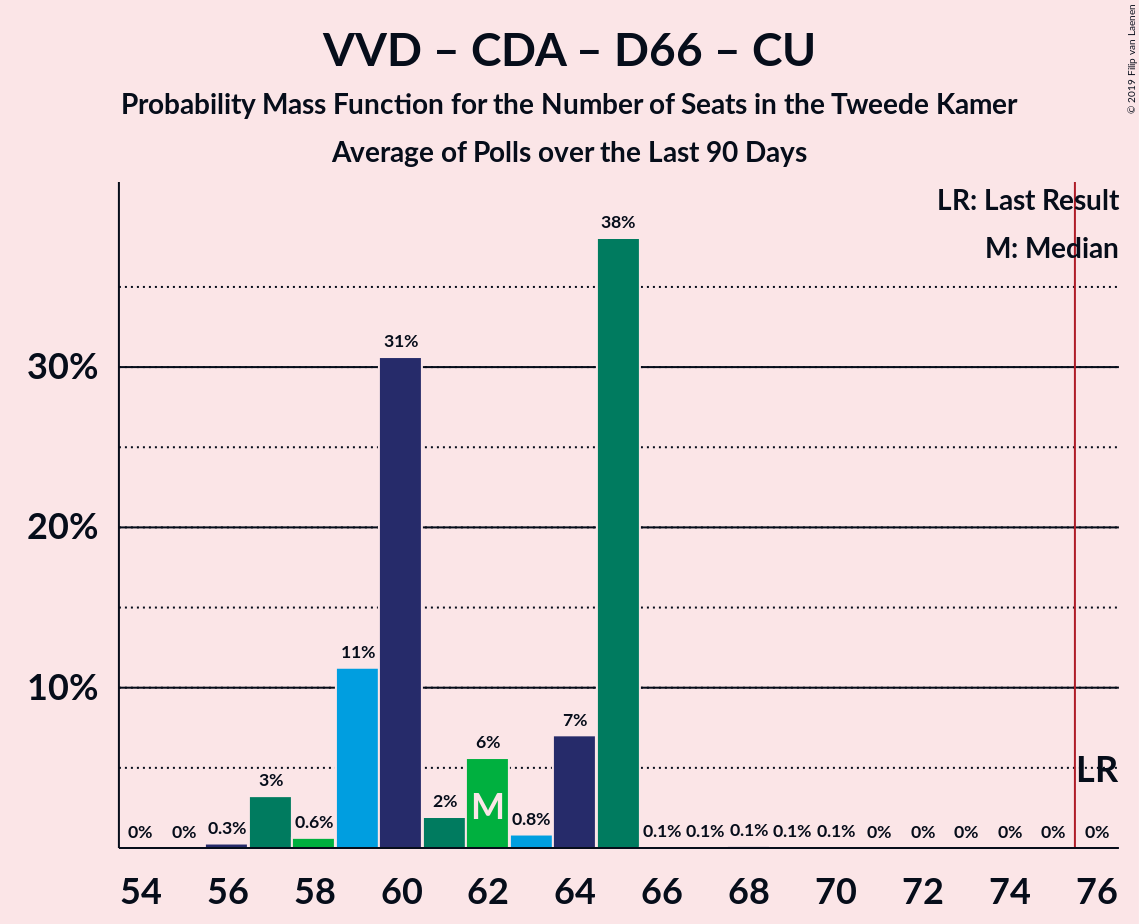 VVD – CDA – D66 – CU
Probability Mass Function for the Number of Seats in the Tweede Kamer
Average of Polls over the Last 90 Days
© 2019 Filip van Laenen
LR: Last Result
M: Median
38%
31%
30%
20%
11%
10%
7%
6%
LR
3%
2%
M
0% 0% 0.3% 0.6% 0.8% 0.1% 0.1% 0.1% 0.1% 0.1% 0% 0% 0% 0% 0% 0%
54 56 58 60 62 64 66 68 70 72 74 76